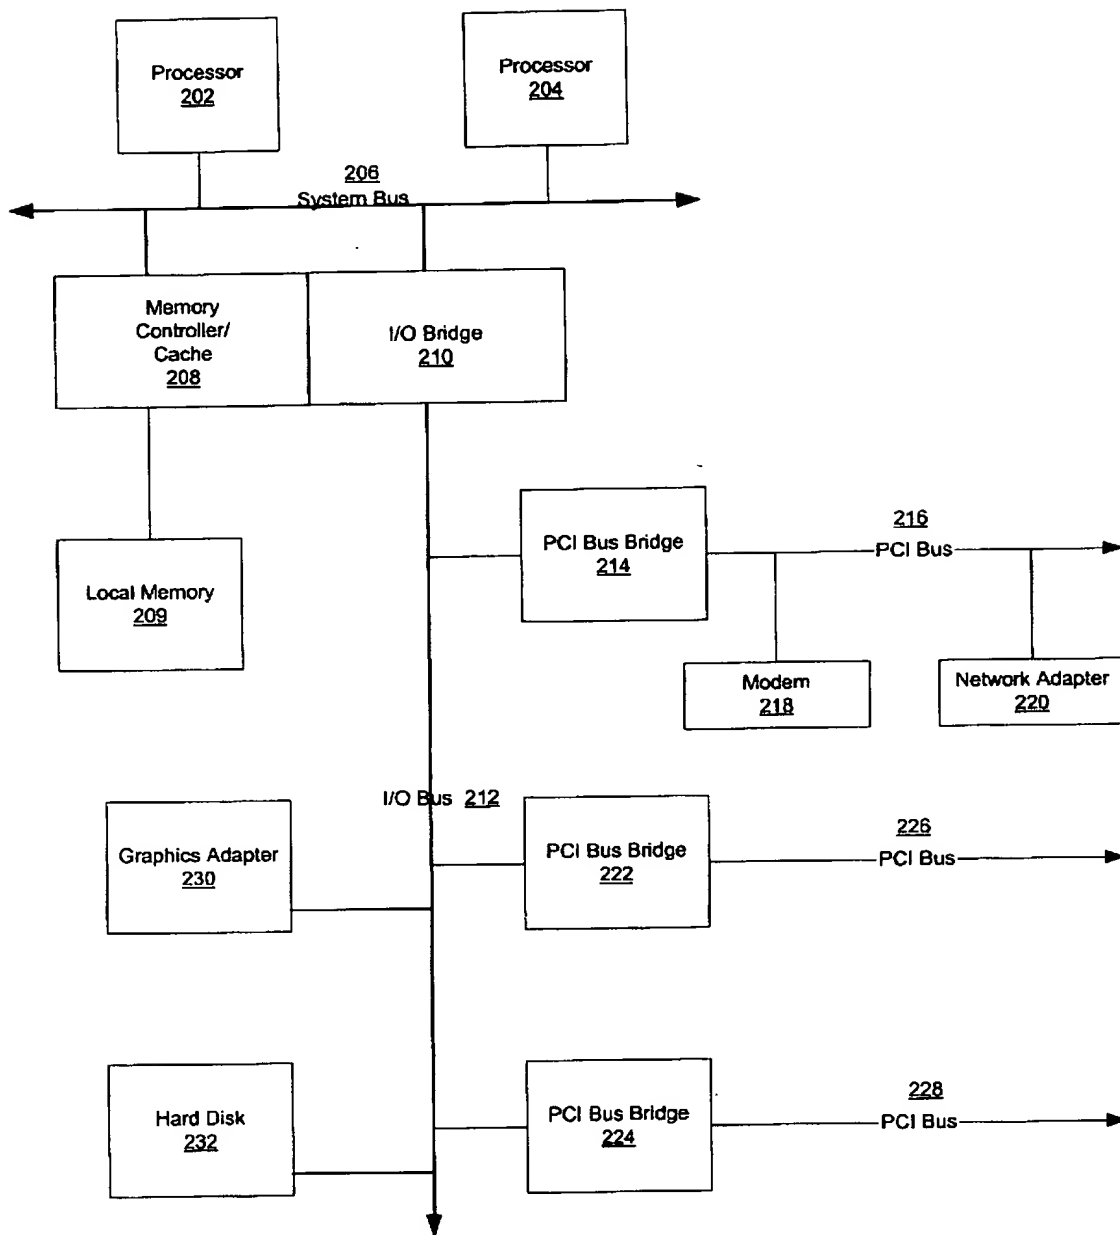 Processor
202
Processor
204
206
System Bus
Memory
Controller/
Cache
208
I/O Bridge
210
PCI Bus Bridge
214
216
PCI Bus
Local Memory
209
Modem
218
Network Adapter
220
I/O Bus 212
Graphics Adapter
230
PCI Bus Bridge
222
226
PCI Bus
Hard Disk
232
PCI Bus Bridge
224
228
PCI Bus